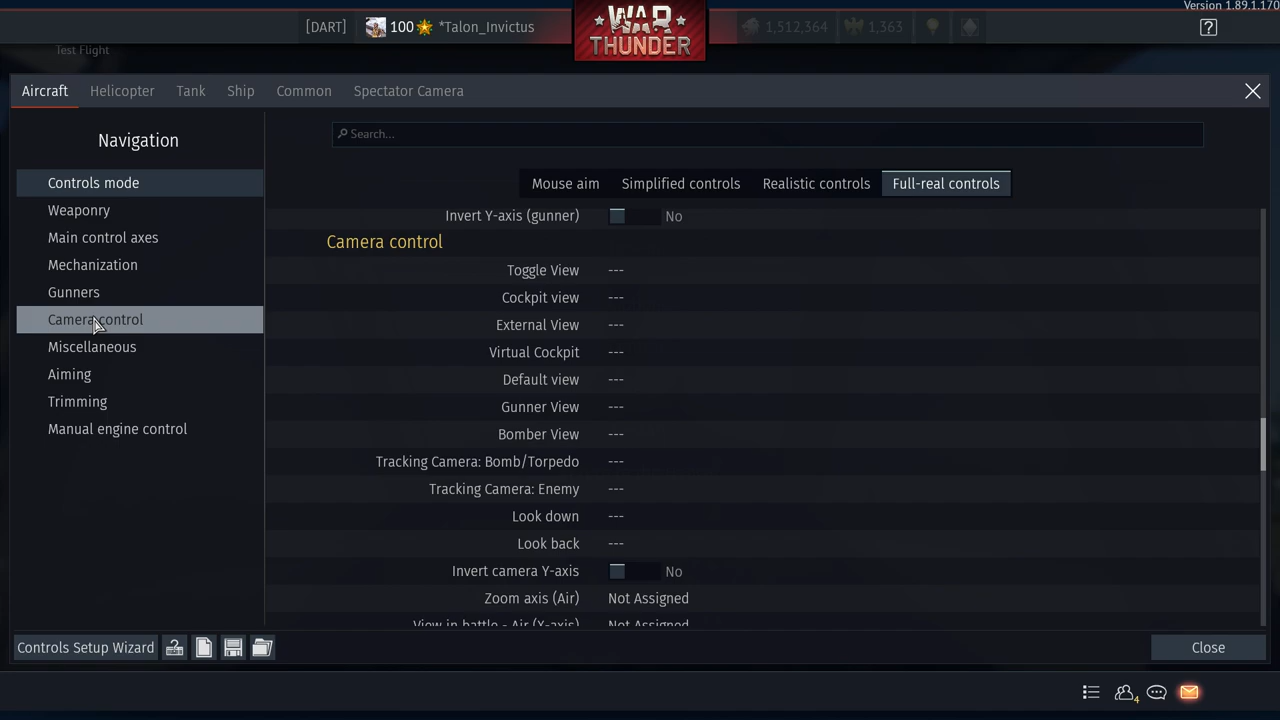 Version 1.89.1.170
[DART] 100 *Talon_Invictus
WAR THUNDER
1,512,364 1,363
Test Flight
Aircraft Helicopter Tank Ship Common Spectator Camera
Navigation
Search...
Controls mode
Weaponry
Main control axes
Mechanization
Gunners
Camera control
Miscellaneous
Aiming
Trimming
Manual engine control
Mouse aim Simplified controls Realistic controls Full-real controls
Invert Y-axis (gunner) No
Camera control
Toggle View ---
Cockpit view ---
External View ---
Virtual Cockpit ---
Default view ---
Gunner View ---
Bomber View ---
Tracking Camera: Bomb/Torpedo ---
Tracking Camera: Enemy ---
Look down ---
Look back ---
Invert camera Y-axis No
Zoom axis (Air) Not Assigned
View in battle - Air (X-axis) Not Assigned
Controls Setup Wizard
Close
4